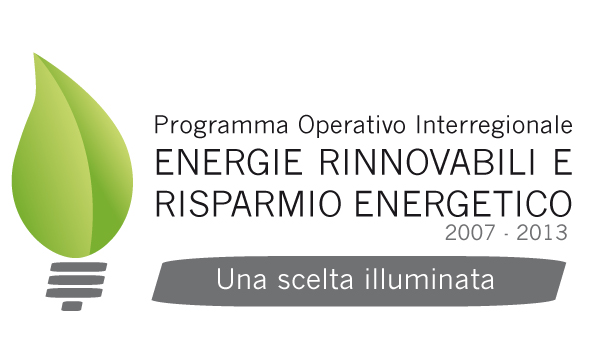 Programma Operativo Interregionale
ENERGIE RINNOVABILI E
RISPARMIO ENERGETICO
2007 - 2013
Una scelta illuminata